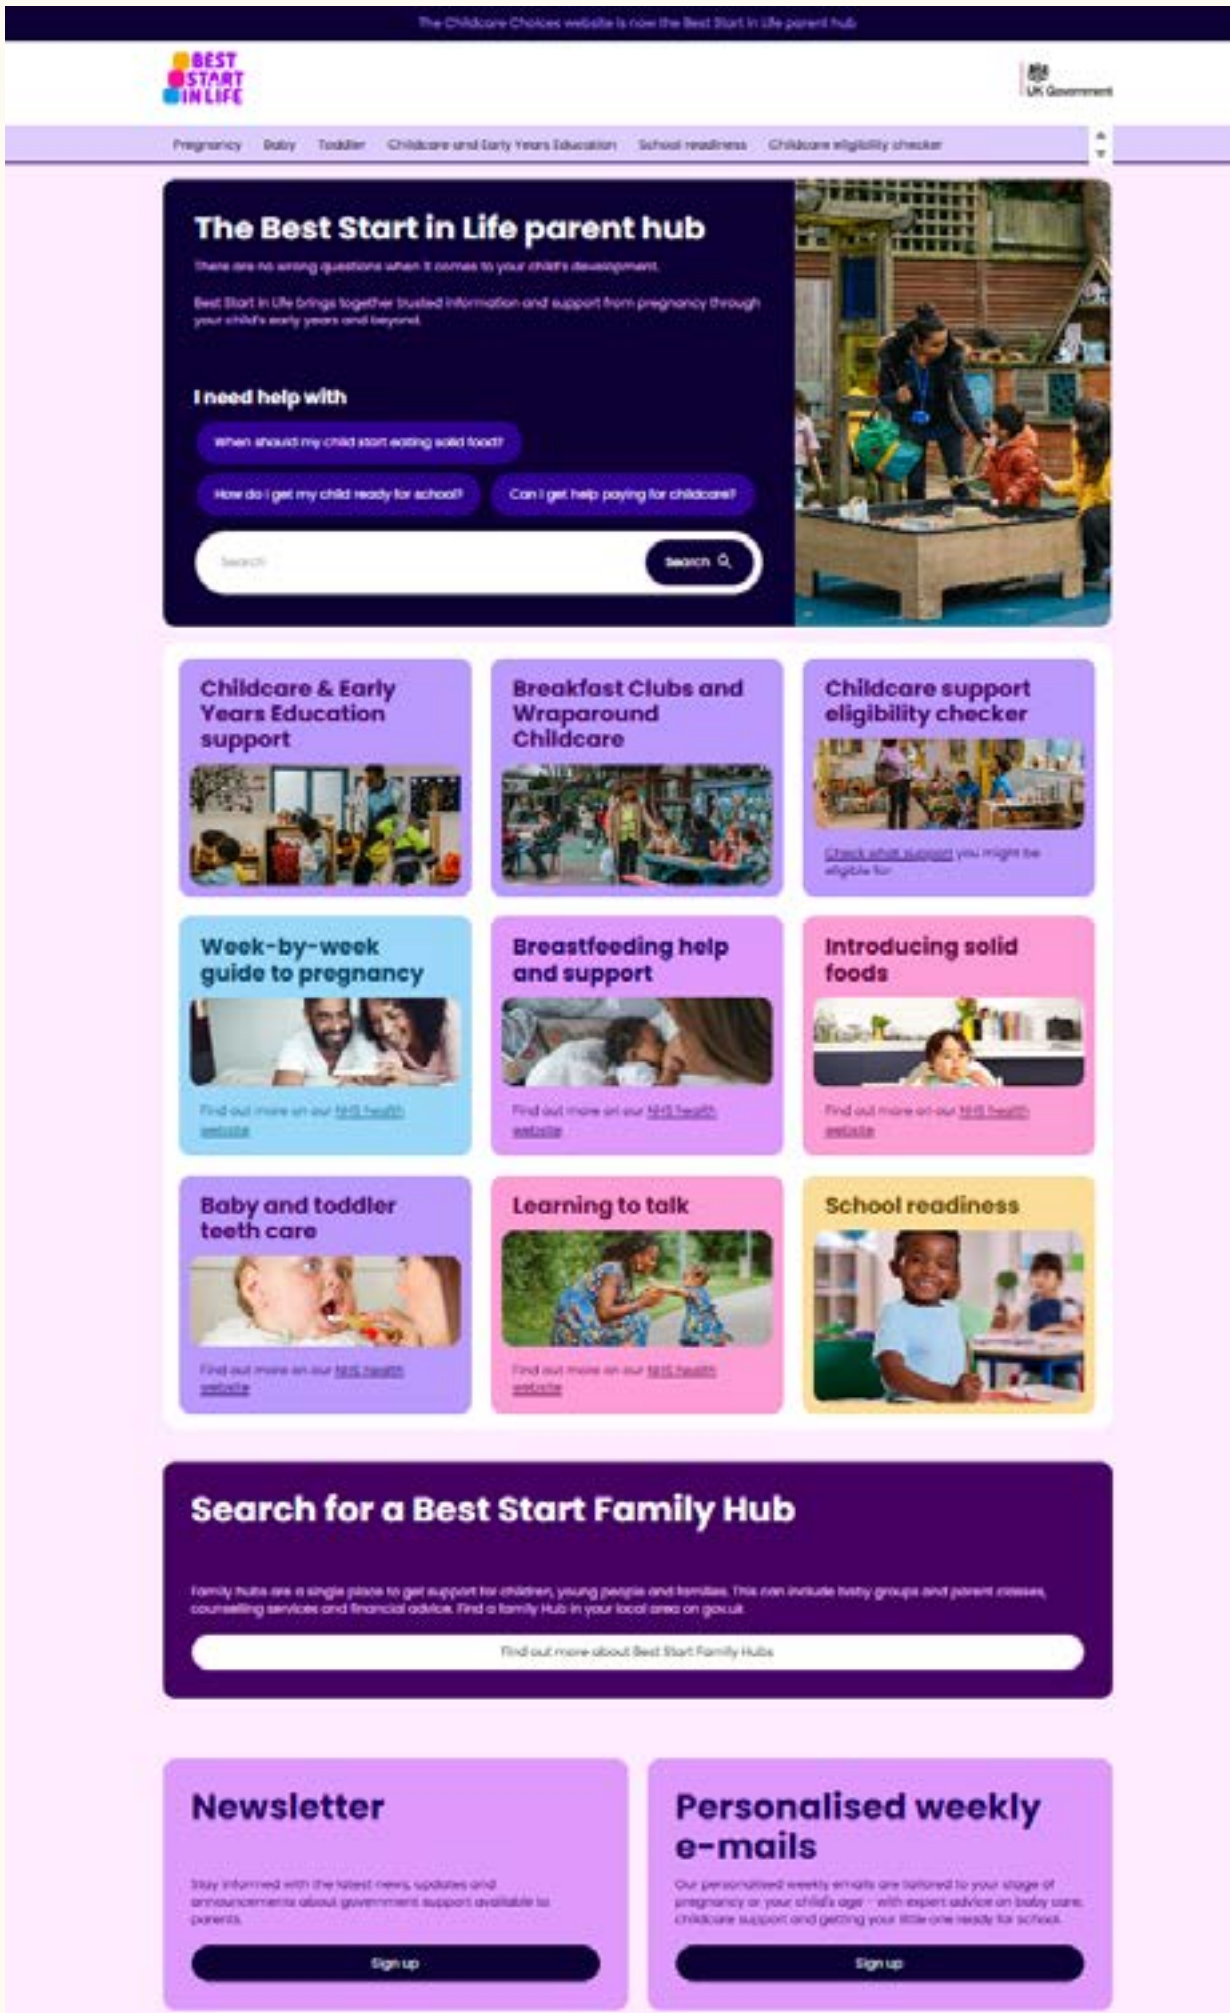 The Childcare Choices website is now the Best Start in Life parent hub
BEST
START
IN LIFE
UK Government
Pregnancy Baby Toddler Childcare and Early Years Education School readiness Childcare eligibility checker
The Best Start in Life parent hub
There are no wrong questions when it comes to your child's development.
Best Start in Life brings together trusted information and support from pregnancy through
your child's early years and beyond.
I need help with
When should my child start eating solid food?
How do I get my child ready for school? Can I get help paying for childcare?
Search Search
Childcare & Early
Years Education
support
Breakfast Clubs and
Wraparound
Childcare
Childcare support
eligibility checker
Check what support you might be
eligible for
Week-by-week
guide to pregnancy
Find out more on our NHS health
website
Breastfeeding help
and support
Find out more on our NHS health
website
Introducing solid
foods
Find out more on our NHS health
website
Baby and toddler
teeth care
Find out more on our NHS health
website
Learning to talk
Find out more on our NHS health
website
School readiness
Search for a Best Start Family Hub
Family hubs are a single place to get support for children, young people and families. This can include baby groups and parent classes,
counselling services and financial advice. Find a family Hub in your local area on gov.uk
Find out more about Best Start Family Hubs
Newsletter
Stay informed with the latest news, updates and
announcements about government support available to
parents.
Sign up
Personalised weekly
e-mails
Our personalised weekly emails are tailored to your stage of
pregnancy or your child's age - with expert advice on baby care,
childcare support and getting your little one ready for school.
Sign up